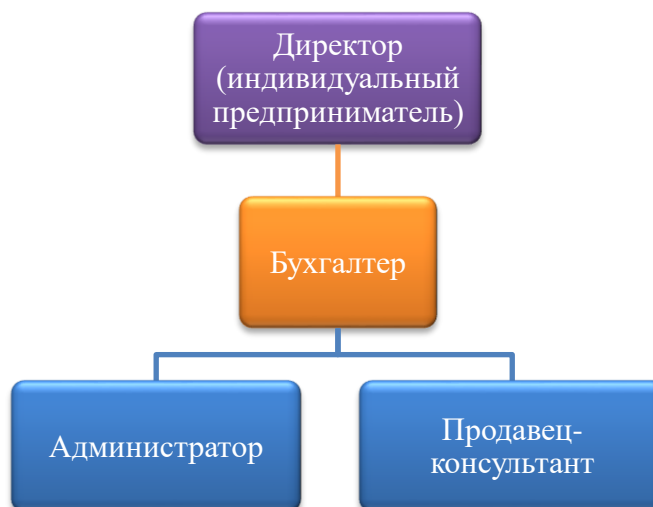 Директор
(индивидуальный
предприниматель)
Бухгалтер
Администратор
Продавец-
консультант